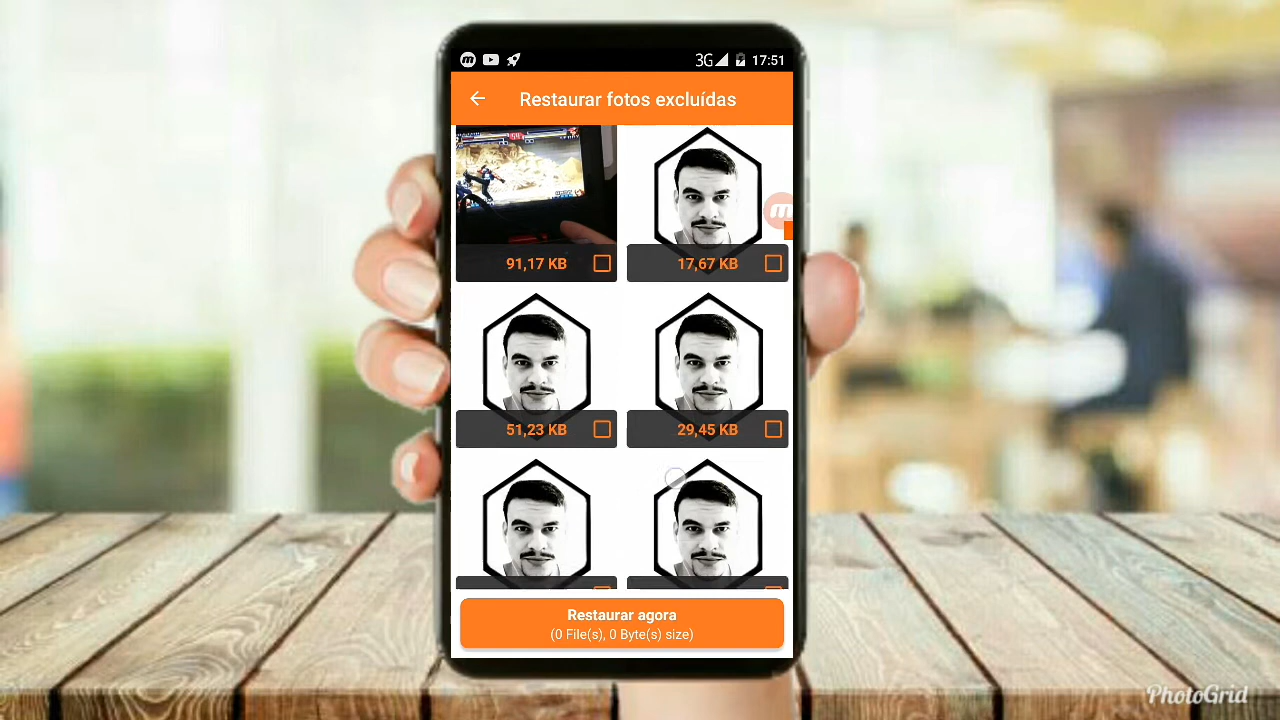 3G 17:51
Restaurar fotos excluídas
91,17 KB
17,67 KB
51,23 KB
29,45 KB
Restaurar agora
(0 File(s), 0 Byte(s) size)
PhotoGrid